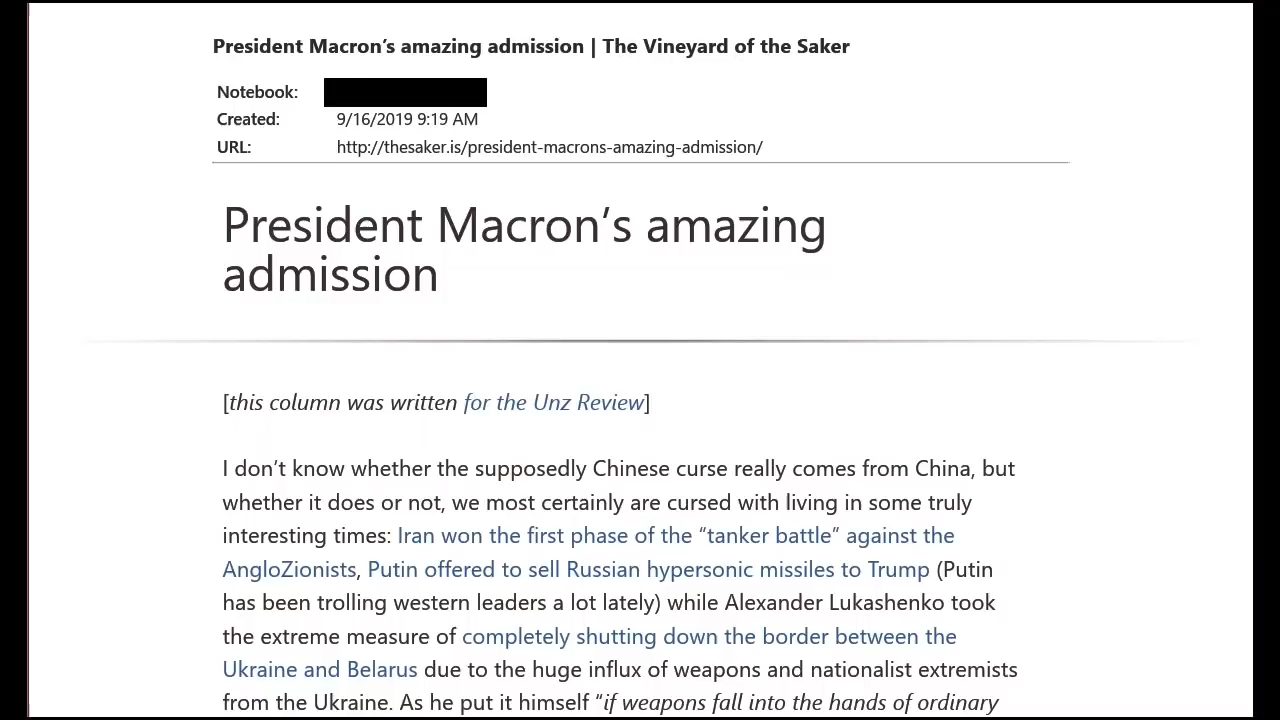 President Macron’s amazing admission | The Vineyard of the Saker
Notebook:
Created: 9/16/2019 9:19 AM
URL: http://thesaker.is/president-macrons-amazing-admission/
President Macron’s amazing
admission
[this column was written for the Unz Review]
I don’t know whether the supposedly Chinese curse really comes from China, but
whether it does or not, we most certainly are cursed with living in some truly
interesting times: Iran won the first phase of the “tanker battle” against the
AngloZionists, Putin offered to sell Russian hypersonic missiles to Trump (Putin
has been trolling western leaders a lot lately) while Alexander Lukashenko took
the extreme measure of completely shutting down the border between the
Ukraine and Belarus due to the huge influx of weapons and nationalist extremists
from the Ukraine. As he put it himself “if weapons fall into the hands of ordinary